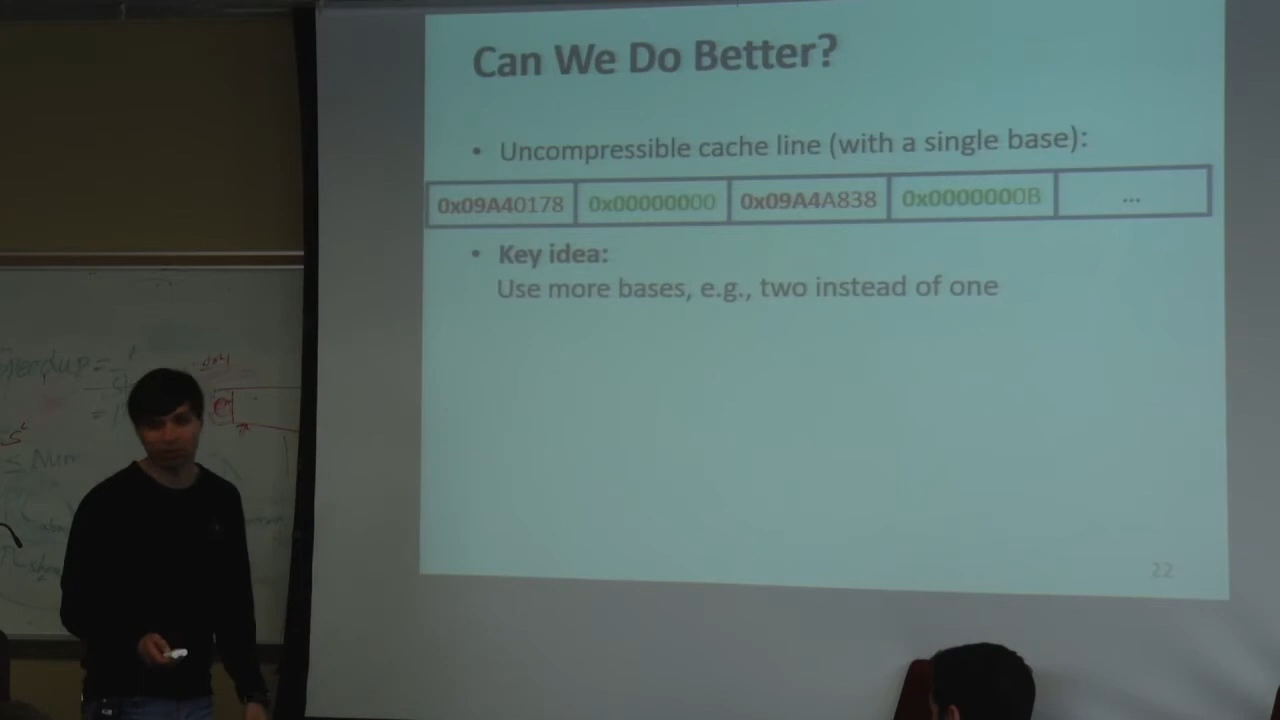 Can We Do Better?
• Uncompressible cache line (with a single base):
0x09A40178 0x00000000 0x09A4A838 0x0000000B ...
• Key idea:
Use more bases, e.g., two instead of one
22